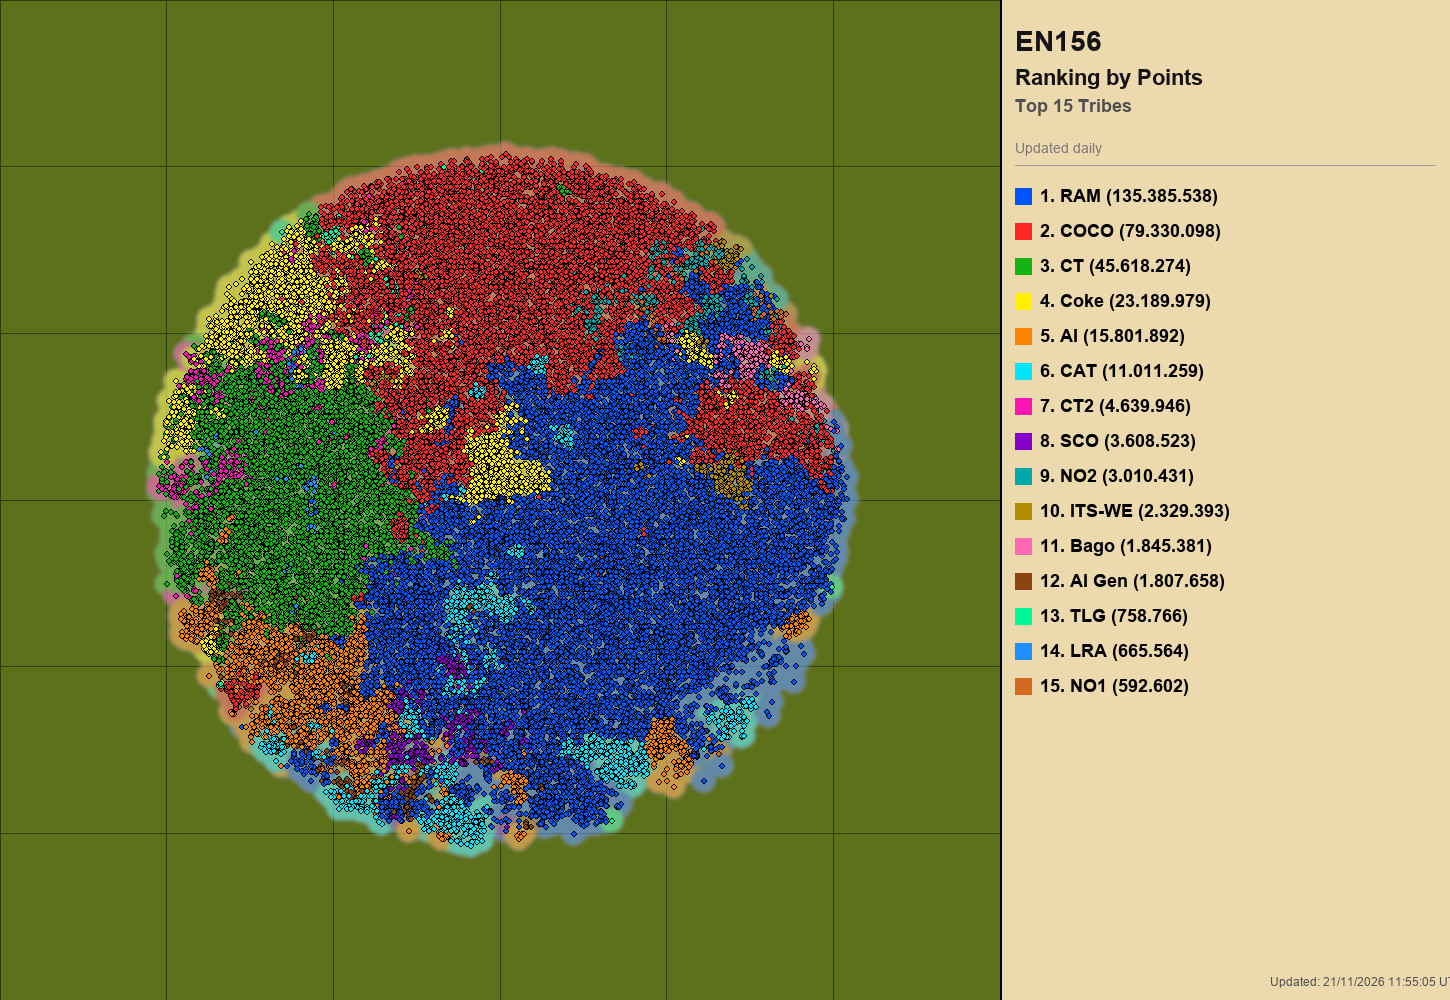 EN156
Ranking by Points
Top 15 Tribes
Updated daily
1. RAM (135.385.538)
2. COCO (79.330.098)
3. CT (45.618.274)
4. Coke (23.189.979)
5. AI (15.801.892)
6. CAT (11.011.259)
7. CT2 (4.639.946)
8. SCO (3.608.523)
9. NO2 (3.010.431)
10. ITS-WE (2.329.393)
11. Bago (1.845.381)
12. AI Gen (1.807.658)
13. TLG (758.766)
14. LRA (665.564)
15. NO1 (592.602)
Updated: 21/11/2026 11:55:05